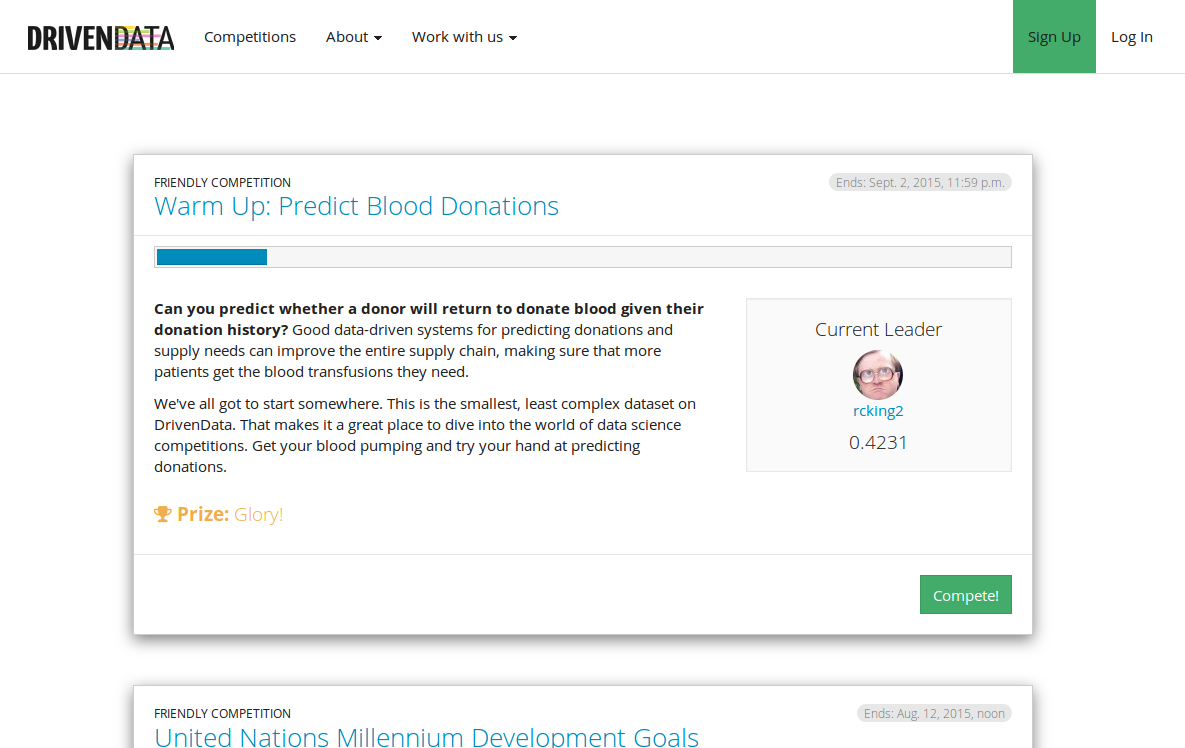 DRIVENDATA Competitions About Work with us Sign Up Log In
FRIENDLY COMPETITION Ends: Sept. 2, 2015, 11:59 p.m.
Warm Up: Predict Blood Donations
Can you predict whether a donor will return to donate blood given their
donation history? Good data-driven systems for predicting donations and
supply needs can improve the entire supply chain, making sure that more
patients get the blood transfusions they need.
We've all got to start somewhere. This is the smallest, least complex dataset on
DrivenData. That makes it a great place to dive into the world of data science
competitions. Get your blood pumping and try your hand at predicting
donations.
Prize: Glory!
Current Leader
rcking2
0.4231
Compete!
FRIENDLY COMPETITION Ends: Aug. 12, 2015, noon
United Nations Millennium Development Goals